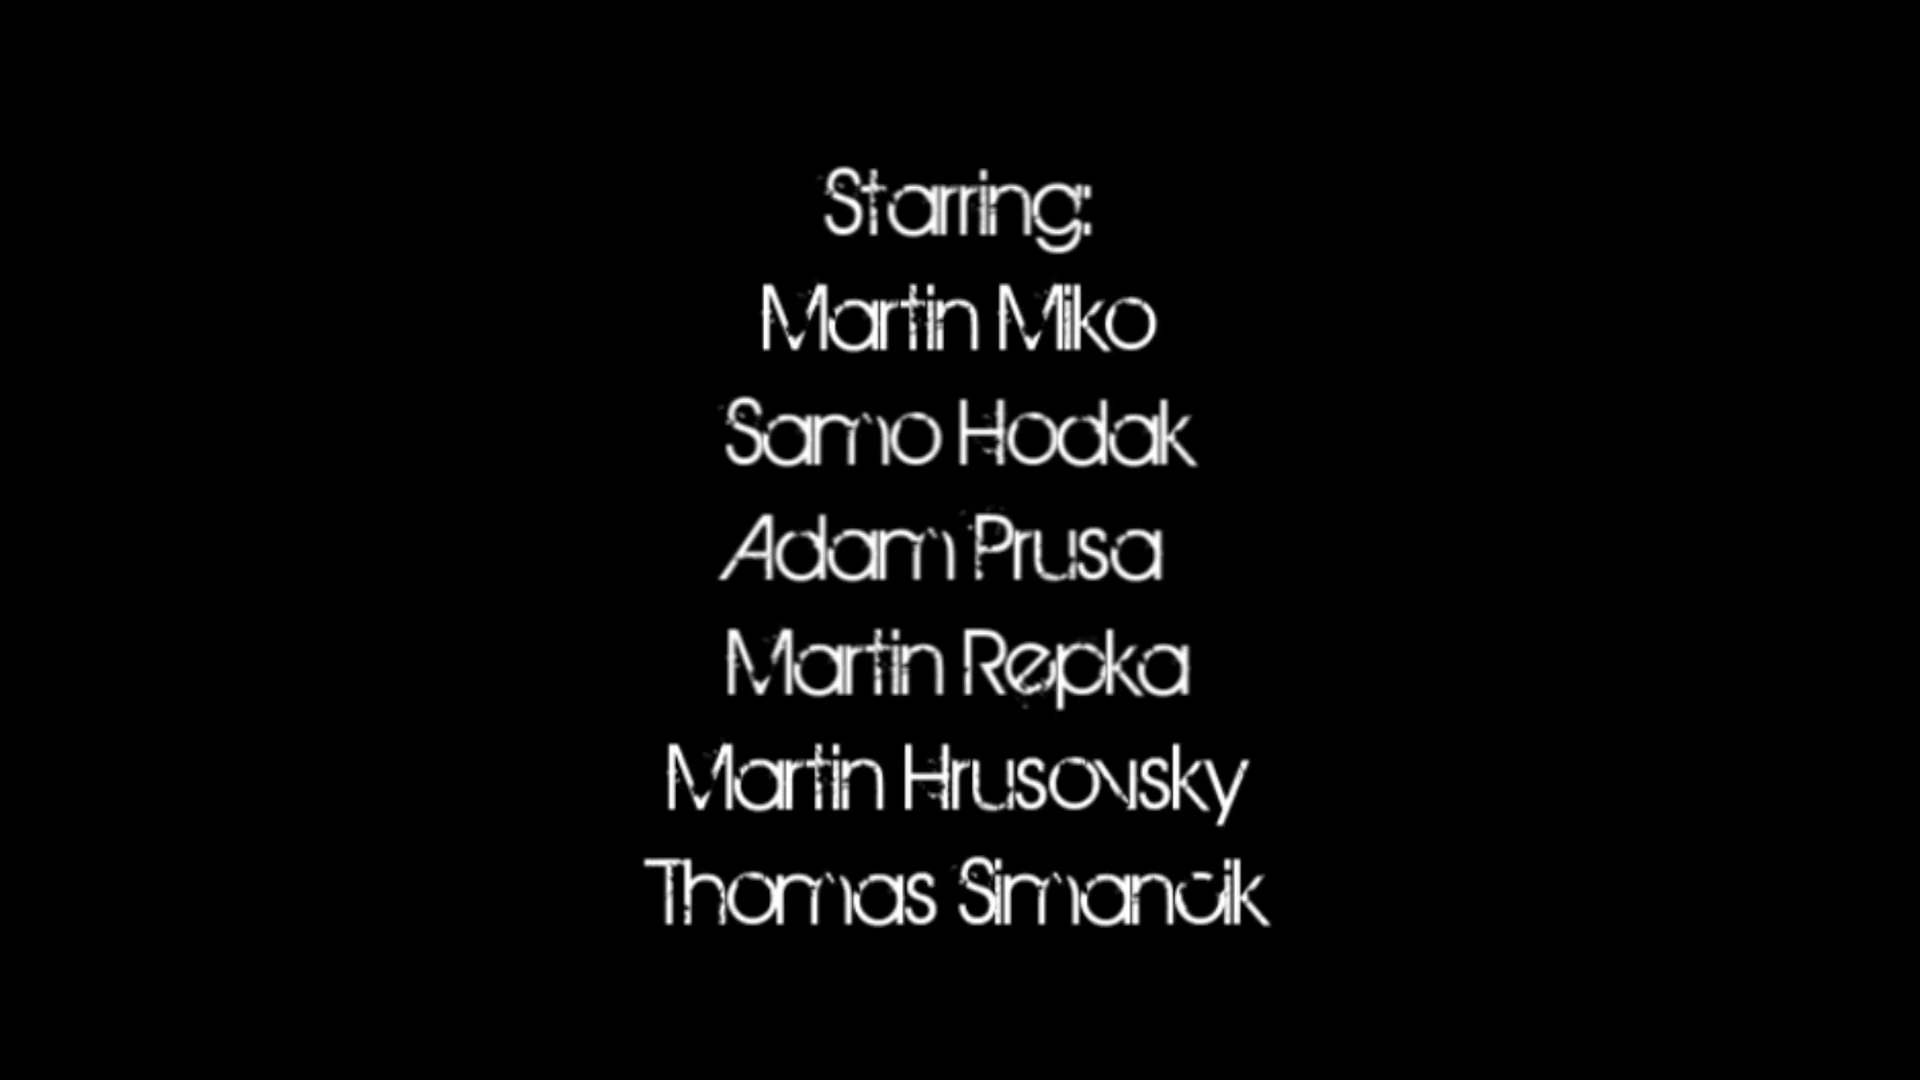 Starring:
Martin Miko
Samo Hodak
Adam Prusa
Martin Repka
Martin Hrusovsky
Thomas Simancik